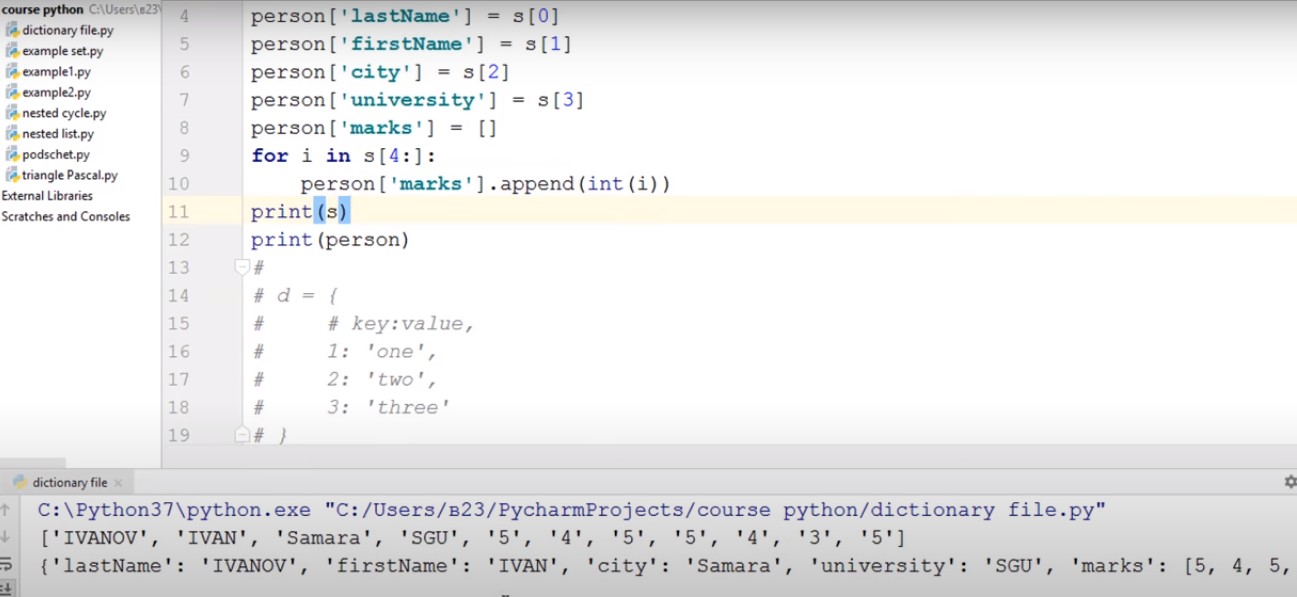 course python C:\Users\в23\
dictionary file.py
example set.py
example1.py
example2.py
nested cycle.py
nested list.py
podschet.py
triangle Pascal.py
External Libraries
Scratches and Consoles
4 person['lastName'] = s[0]
5 person['firstName'] = s[1]
6 person['city'] = s[2]
7 person['university'] = s[3]
8 person['marks'] = []
9 for i in s[4:]:
10 person['marks'].append(int(i))
11 print(s)
12 print(person)
13 #
14 # d = {
15 # # key:value,
16 # 1: 'one',
17 # 2: 'two',
18 # 3: 'three'
19 # }
dictionary file
C:\Python37\python.exe "C:/Users/в23/PycharmProjects/course python/dictionary file.py"
['IVANOV', 'IVAN', 'Samara', 'SGU', '5', '4', '5', '5', '4', '3', '5']
{'lastName': 'IVANOV', 'firstName': 'IVAN', 'city': 'Samara', 'university': 'SGU', 'marks': [5, 4, 5,